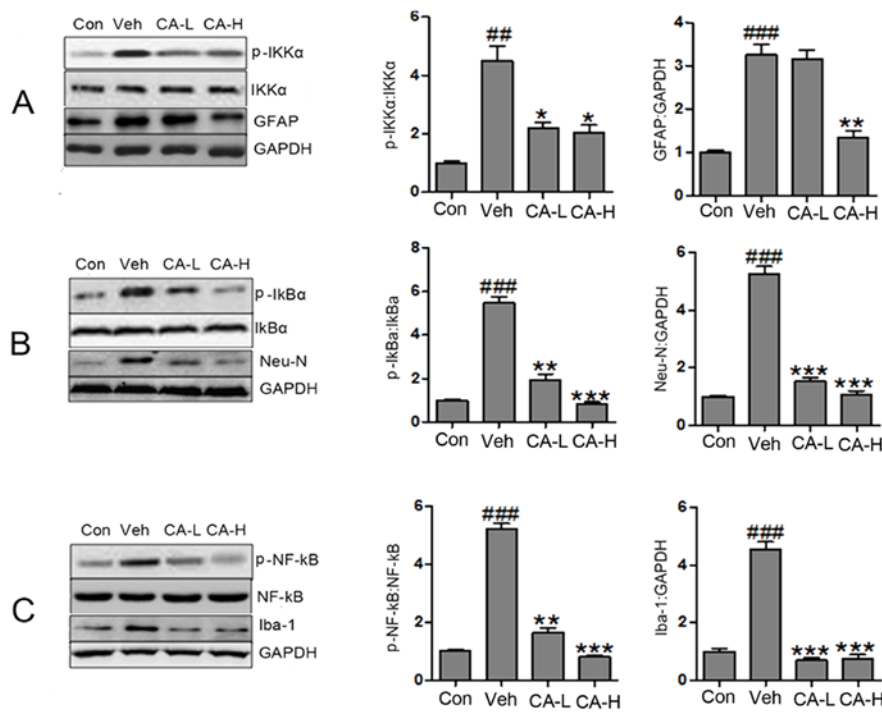 A
Con Veh CA-L CA-H
p-IKKα
IKKα
GFAP
GAPDH
p-IKKα:IKKα
6
4
2
0
##
*
*
Con Veh CA-L CA-H
GFAP:GAPDH
4
3
2
1
0
###
**
Con Veh CA-L CA-H
B
Con Veh CA-L CA-H
p-IkBα
IkBα
Neu-N
GAPDH
p-IkBa:IkBa
8
6
4
2
0
###
**
***
Con Veh CA-L CA-H
Neu-N:GAPDH
6
4
2
0
###
***
***
Con Veh CA-L CA-H
C
Con Veh CA-L CA-H
p-NF-kB
NF-kB
Iba-1
GAPDH
p-NF-kB:NF-kB
6
4
2
0
###
**
***
Con Veh CA-L CA-H
Iba-1:GAPDH
6
4
2
0
###
***
***
Con Veh CA-L CA-H